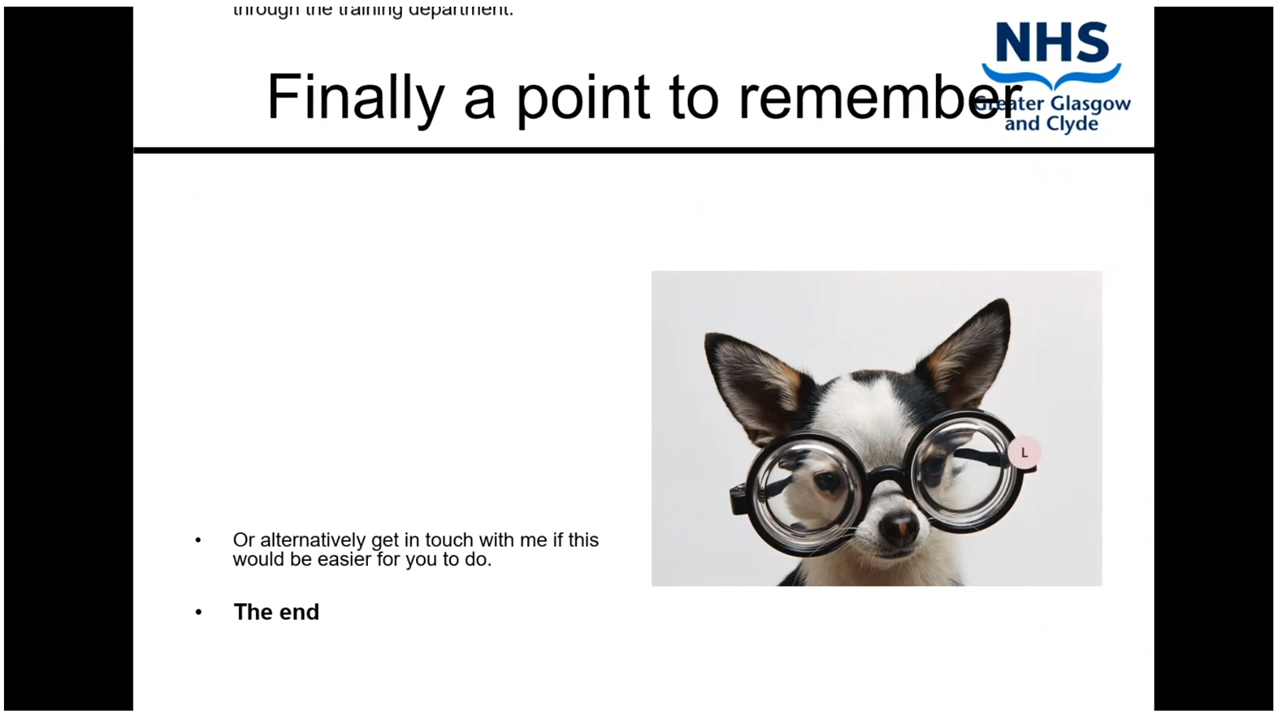 through the training department.
NHS
Finally a point to remember
Greater Glasgow
and Clyde
L
• Or alternatively get in touch with me if this
would be easier for you to do.
• The end